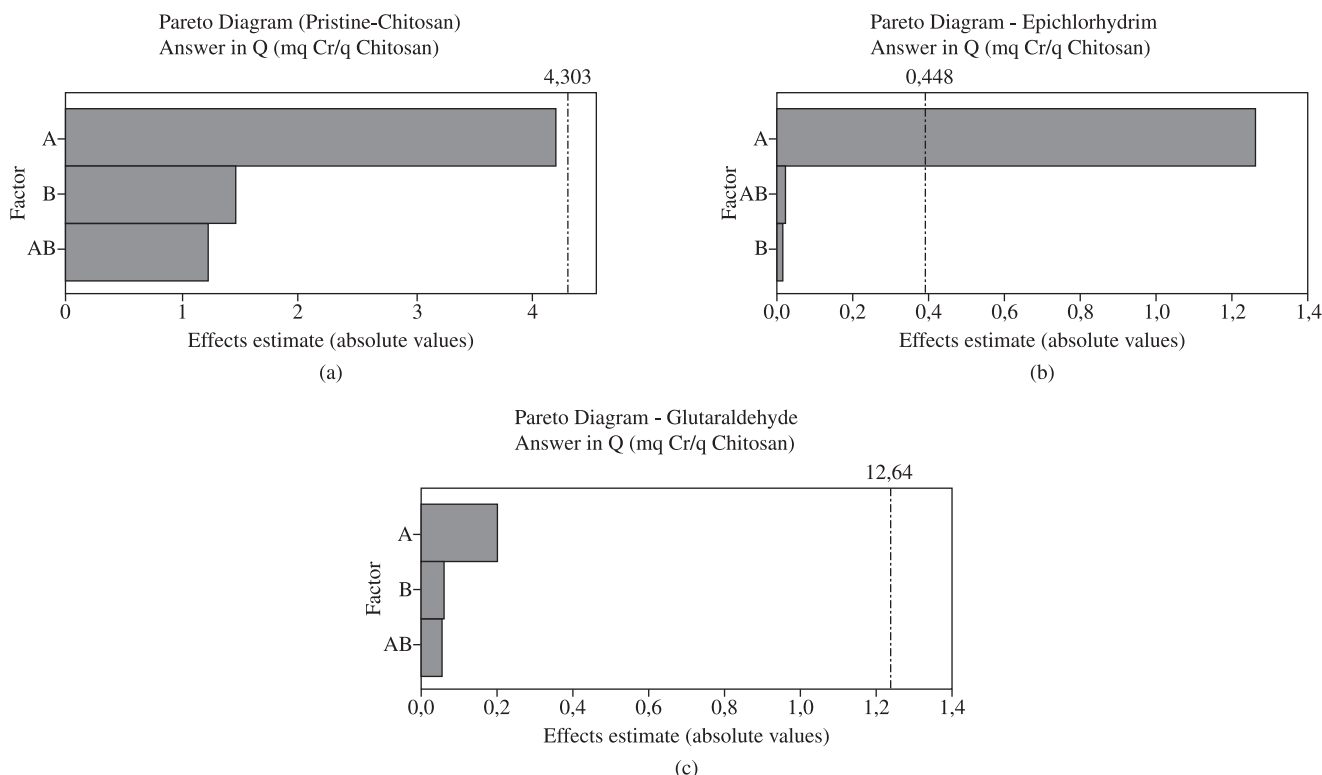 Pareto Diagram (Pristine-Chitosan)
Answer in Q (mq Cr/q Chitosan)
4,303
A
B
AB
Factor
0 1 2 3 4
Effects estimate (absolute values)
(a)
Pareto Diagram - Epichlorhydrim
Answer in Q (mq Cr/q Chitosan)
0,448
A
AB
B
Factor
0,0 0,2 0,4 0,6 0,8 1,0 1,2 1,4
Effects estimate (absolute values)
(b)
Pareto Diagram - Glutaraldehyde
Answer in Q (mq Cr/q Chitosan)
12,64
A
B
AB
Factor
0,0 0,2 0,4 0,6 0,8 1,0 1,2 1,4
Effects estimate (absolute values)
(c)